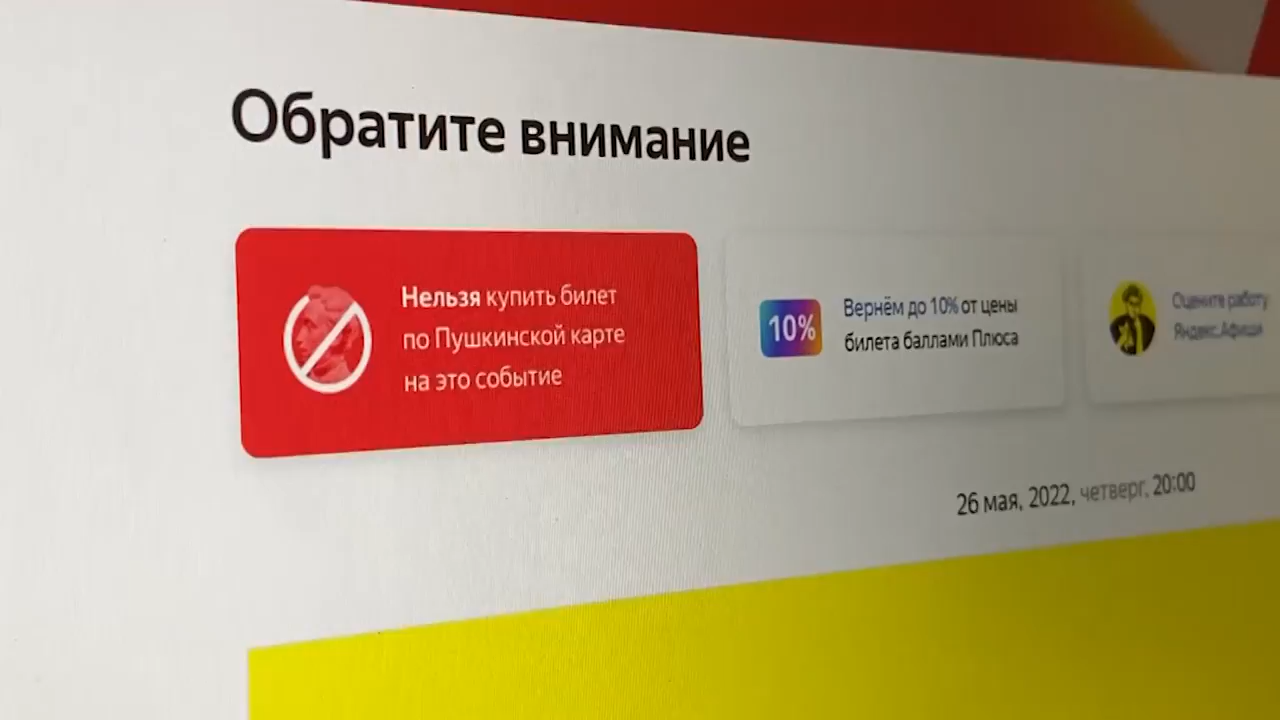 Обратите внимание
Нельзя купить билет
по Пушкинской карте
на это событие
10%
Вернём до 10% от цены
билета баллами Плюса
Оцените работу
Яндекс.Афиши
26 мая, 2022, четверг, 20:00